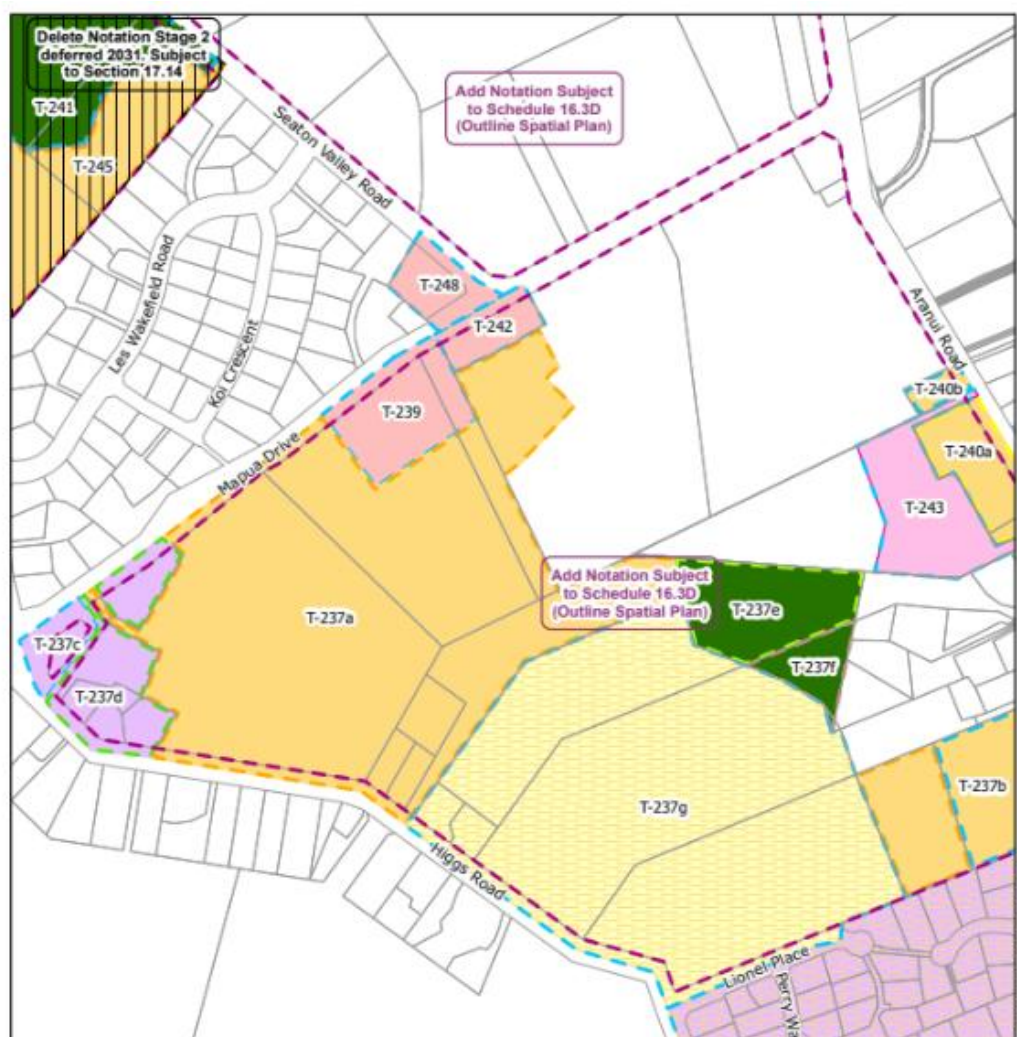 Delete Notation Stage 2
deferred 2031. Subject
to Section 17.14
T-241
T-245
Seaton Valley Road
Add Notation Subject
to Schedule 16.3D
(Outline Spatial Plan)
Les Wakefield Road
Koi Crescent
T-248
T-242
Aranui Road
T-239
Mapua Drive
T-240b
T-240a
T-243
Add Notation Subject
to Schedule 16.3D
(Outline Spatial Plan)
T-237e
T-237a
T-237c
T-237f
T-237d
T-237b
T-237g
Higgs Road
Lionel Place
Perry Wa